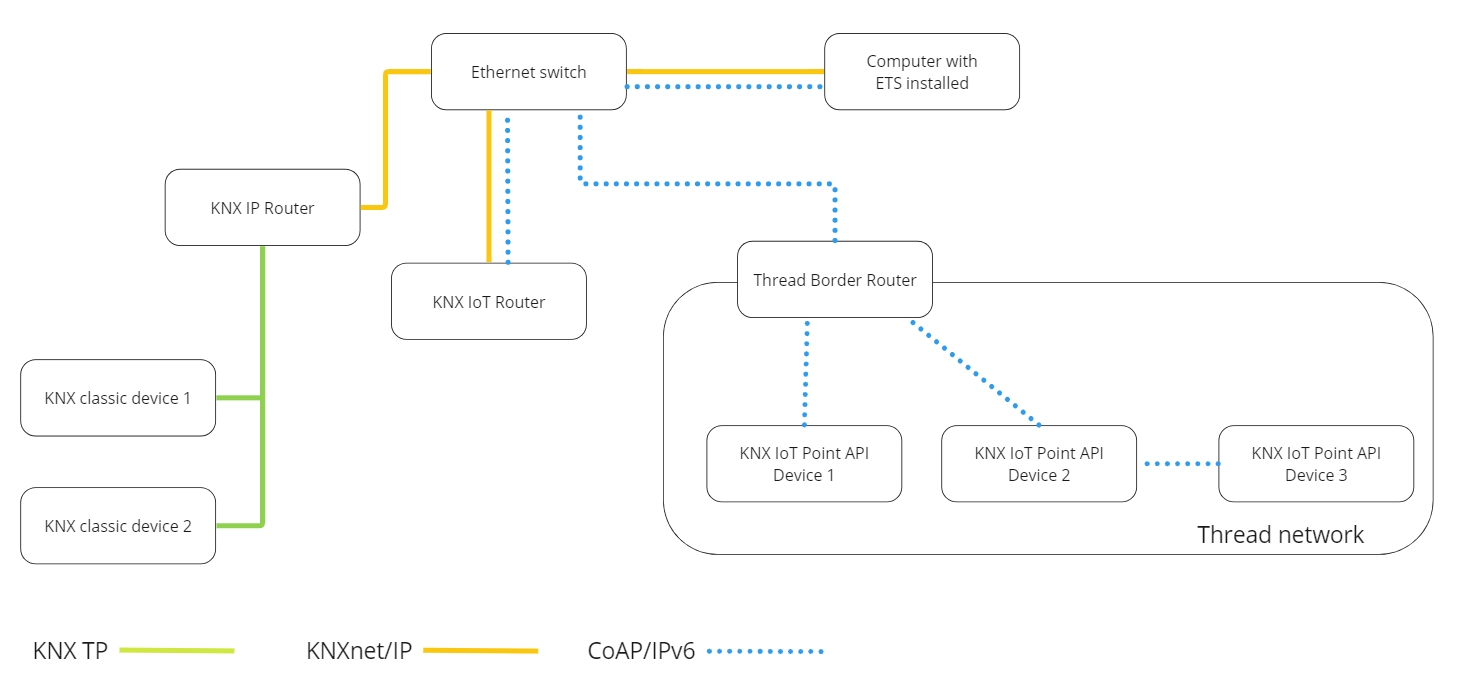 Ethernet switch
Computer with
ETS installed
KNX IP Router
KNX IoT Router
Thread Border Router
KNX classic device 1
KNX IoT Point API
Device 1
KNX IoT Point API
Device 2
KNX IoT Point API
Device 3
KNX classic device 2
Thread network
KNX TP
KNXnet/IP
CoAP/IPv6